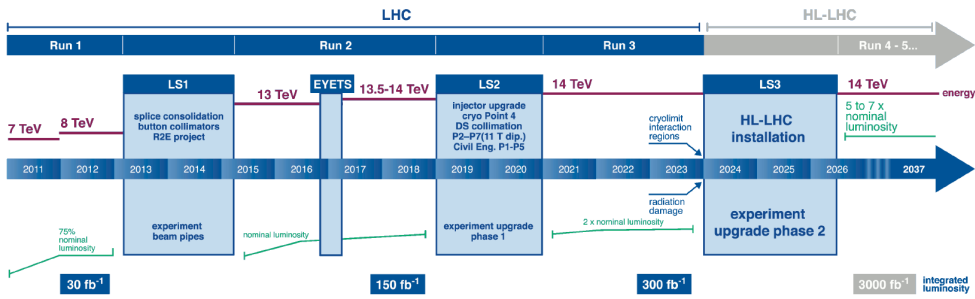 LHC
HL-LHC
Run 1
Run 2
Run 3
Run 4 - 5...
LS1
EYETS
LS2
LS3
7 TeV
8 TeV
13 TeV
13.5-14 TeV
14 TeV
14 TeV
energy
splice consolidation
button collimators
R2E project
injector upgrade
cryo Point 4
DS collimation
P2–P7(11 T dip.)
Civil Eng. P1-P5
cryolimit
interaction
regions
HL-LHC
installation
5 to 7 x
nominal
luminosity
2011 2012 2013 2014 2015 2016 2017 2018 2019 2020 2021 2022 2023 2024 2025 2026 2037
radiation
damage
75%
nominal
luminosity
experiment
beam pipes
nominal luminosity
experiment upgrade
phase 1
2 x nominal luminosity
experiment
upgrade phase 2
30 fb-1
150 fb-1
300 fb-1
3000 fb-1
integrated
luminosity